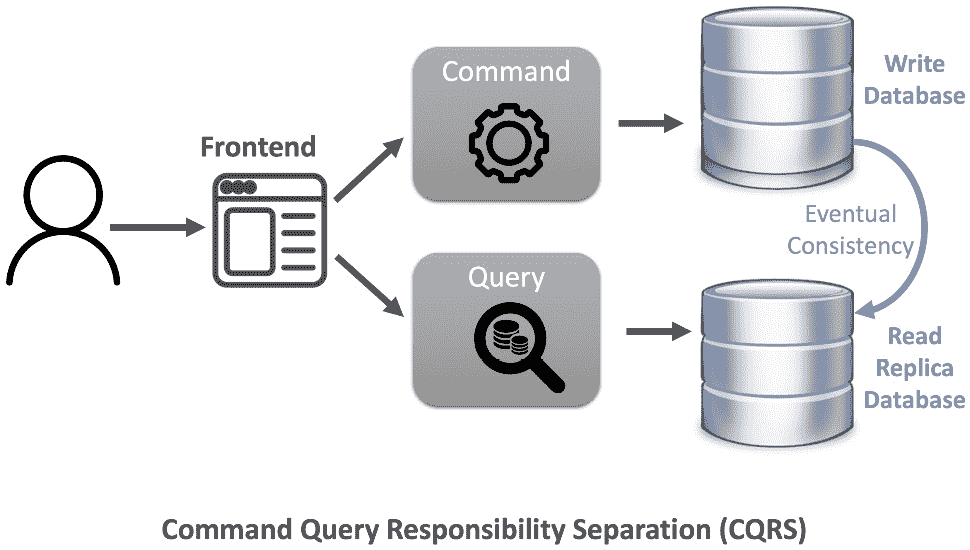 Command
Write
Database
Frontend
Eventual
Consistency
Query
Read
Replica
Database
Command Query Responsibility Separation (CQRS)